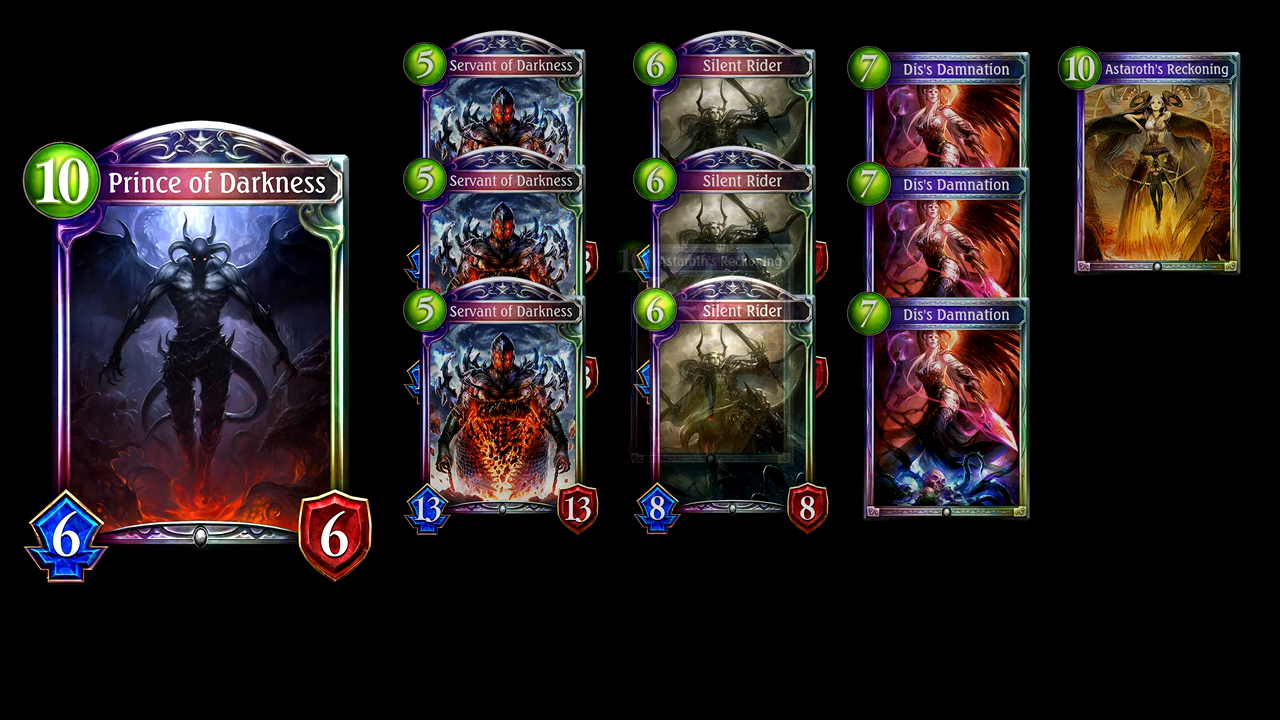 10 Prince of Darkness
6 6
5 Servant of Darkness
5 Servant of Darkness
5 Servant of Darkness
13 13
6 Silent Rider
6 Silent Rider
Astaroth's Reckoning
6 Silent Rider
8 8
7 Dis's Damnation
7 Dis's Damnation
7 Dis's Damnation
10 Astaroth's Reckoning